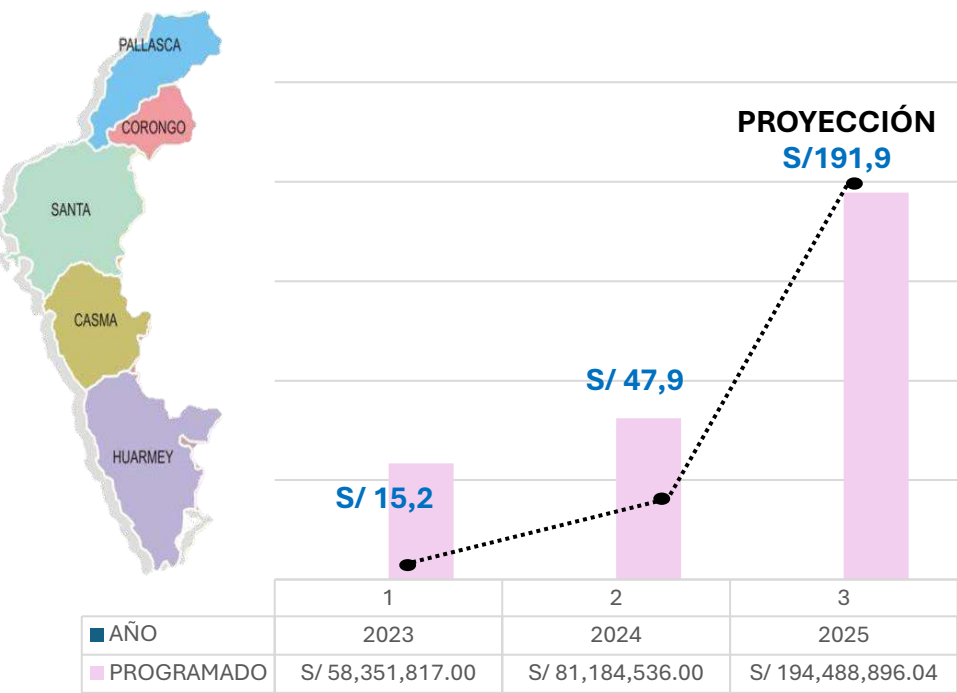 PALLASCA
CORONGO
SANTA
CASMA
HUARMEY
PROYECCIÓN
S/191,9
S/ 47,9
S/ 15,2
1 2 3
AÑO 2023 2024 2025
PROGRAMADO S/ 58,351,817.00 S/ 81,184,536.00 S/ 194,488,896.04